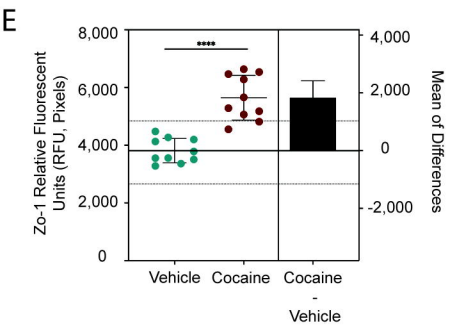 E
8,000
6,000
4,000
2,000
0
Zo-1 Relative Fluorescent
Units (RFU, Pixels)
****
4,000
2,000
0
-2,000
Mean of Differences
Vehicle Cocaine Cocaine
-
Vehicle